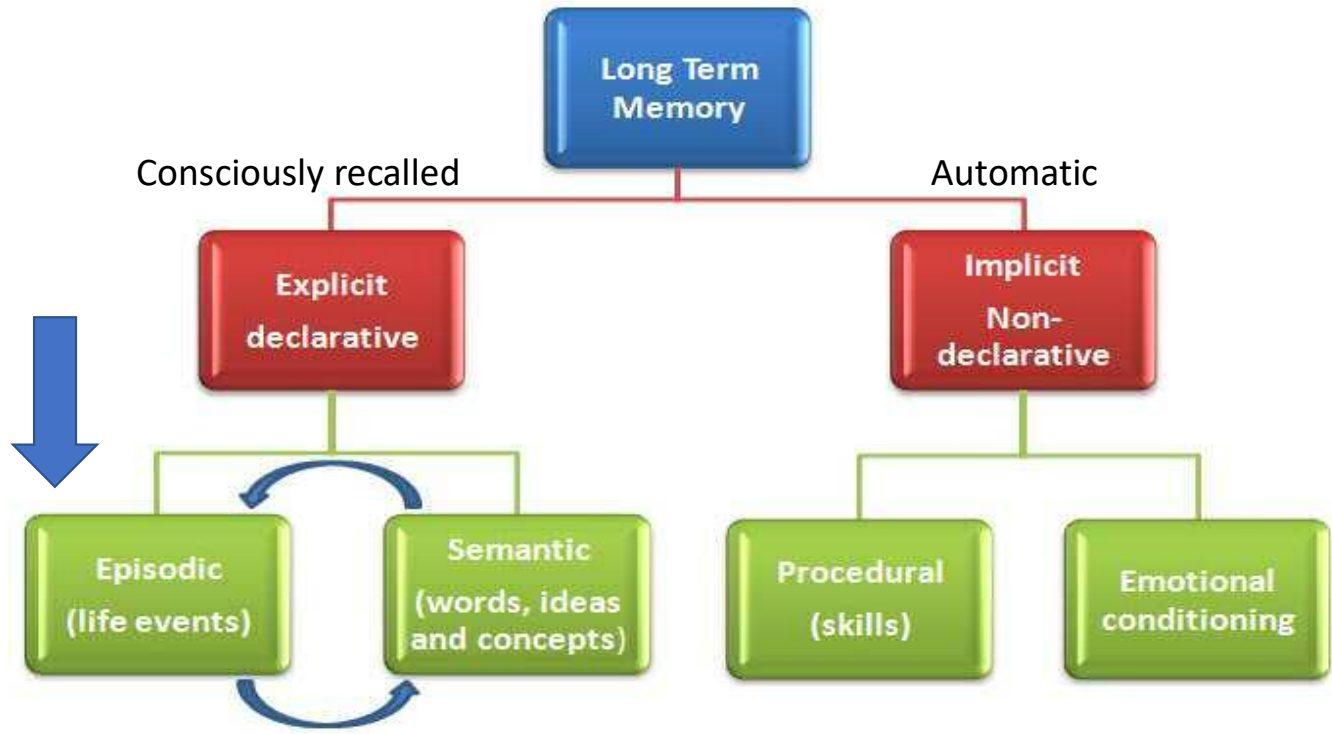 Long Term
Memory
Consciously recalled
Automatic
Explicit
declarative
Implicit
Non-
declarative
Episodic
(life events)
Semantic
(words, ideas
and concepts)
Procedural
(skills)
Emotional
conditioning